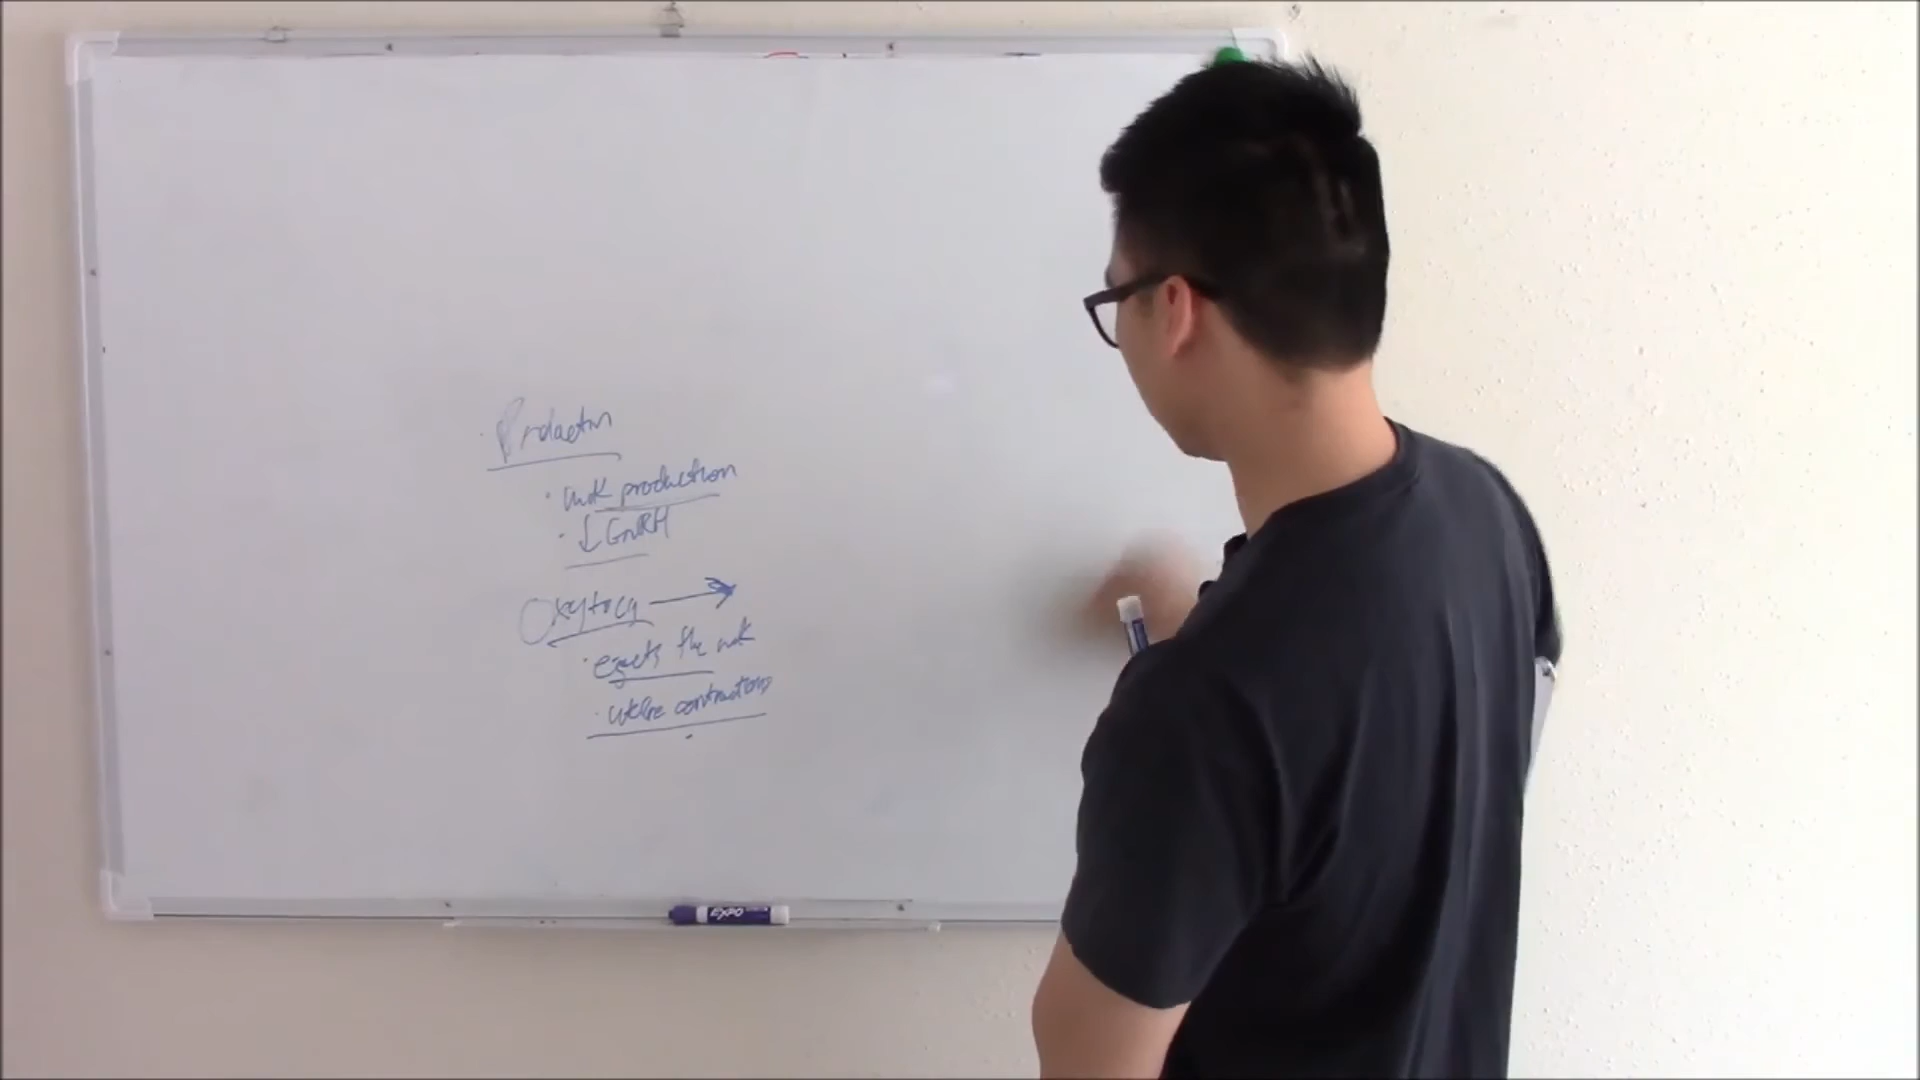 Prolactin
· milk production
· ↓ GnRH
Oxytocin →
· ejects the milk
· uterine contractions
EXPO